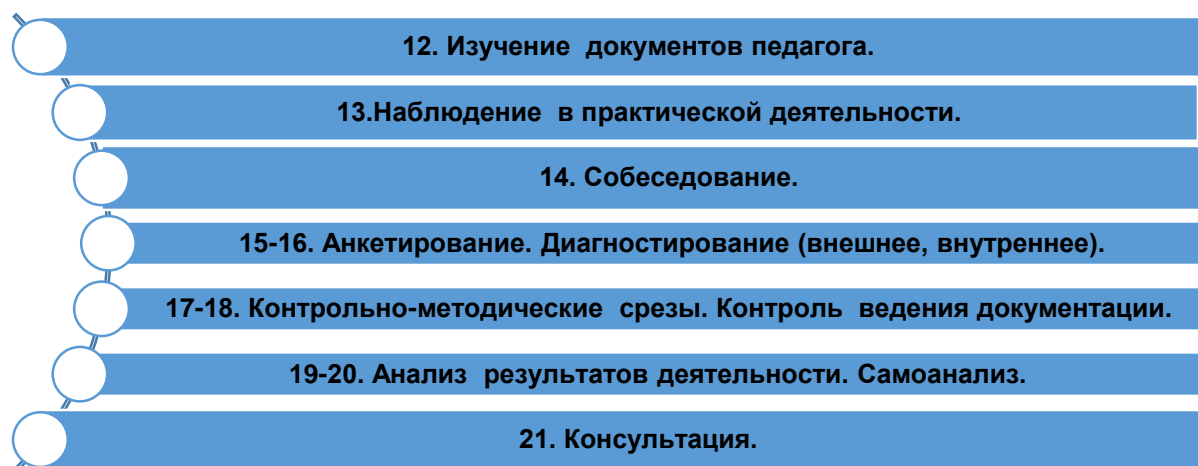 12. Изучение документов педагога.
13.Наблюдение в практической деятельности.
14. Собеседование.
15-16. Анкетирование. Диагностирование (внешнее, внутреннее).
17-18. Контрольно-методические срезы. Контроль ведения документации.
19-20. Анализ результатов деятельности. Самоанализ.
21. Консультация.